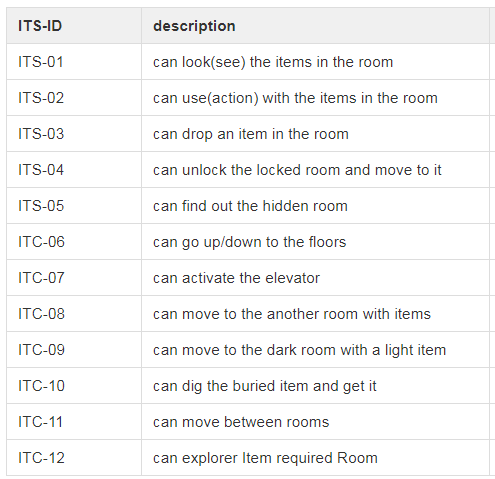 ITS-ID description
ITS-01 can look(see) the items in the room
ITS-02 can use(action) with the items in the room
ITS-03 can drop an item in the room
ITS-04 can unlock the locked room and move to it
ITS-05 can find out the hidden room
ITC-06 can go up/down to the floors
ITC-07 can activate the elevator
ITC-08 can move to the another room with items
ITC-09 can move to the dark room with a light item
ITC-10 can dig the buried item and get it
ITC-11 can move between rooms
ITC-12 can explorer Item required Room